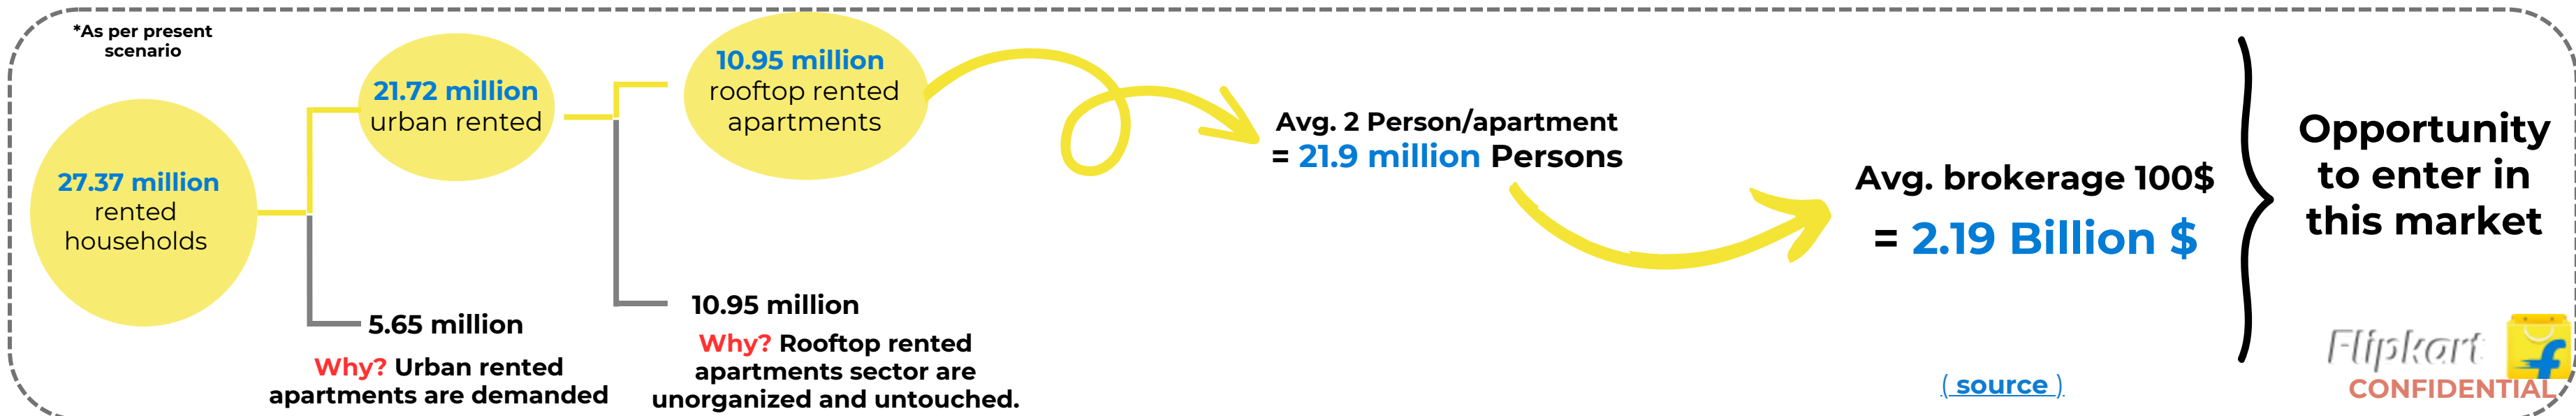 *As per present
scenario
27.37 million
rented
households
21.72 million
urban rented
5.65 million
Why? Urban rented
apartments are demanded
10.95 million
rooftop rented
apartments
10.95 million
Why? Rooftop rented
apartments sector are
unorganized and untouched.
Avg. 2 Person/apartment
= 21.9 million Persons
Avg. brokerage 100$
= 2.19 Billion $
( source )
Opportunity
to enter in
this market
Flipkart
CONFIDENTIAL